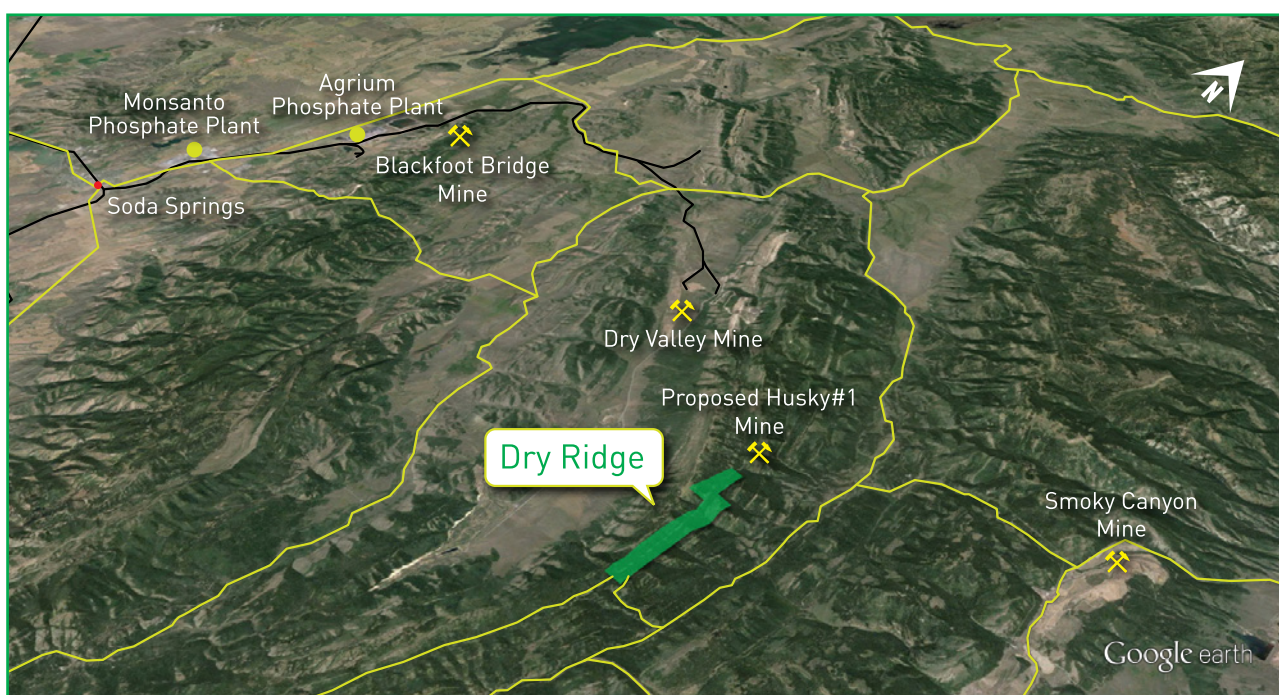 Agrium
Phosphate Plant
Monsanto
Phosphate Plant
N
Blackfoot Bridge
Mine
Soda Springs
Dry Valley Mine
Proposed Husky#1
Mine
Dry Ridge
Smoky Canyon
Mine
Google earth